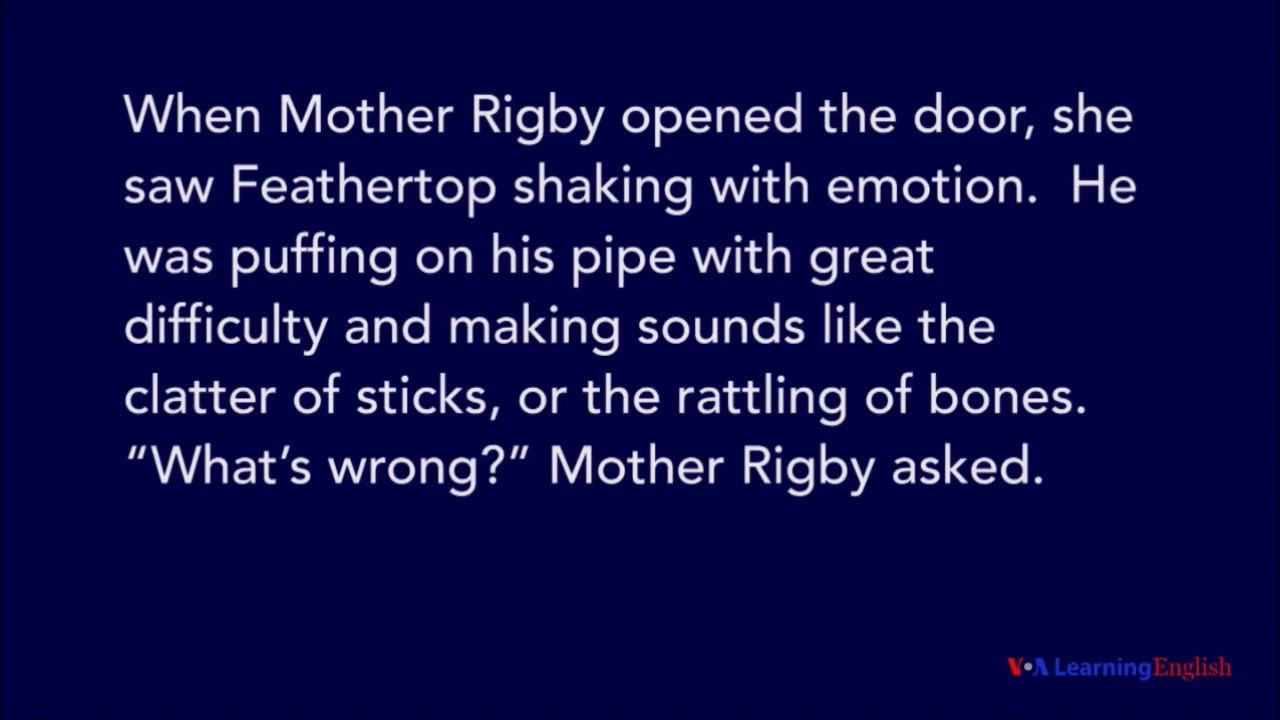 When Mother Rigby opened the door, she
saw Feathertop shaking with emotion.  He
was puffing on his pipe with great
difficulty and making sounds like the
clatter of sticks, or the rattling of bones.
“What’s wrong?” Mother Rigby asked.
VOA LearningEnglish